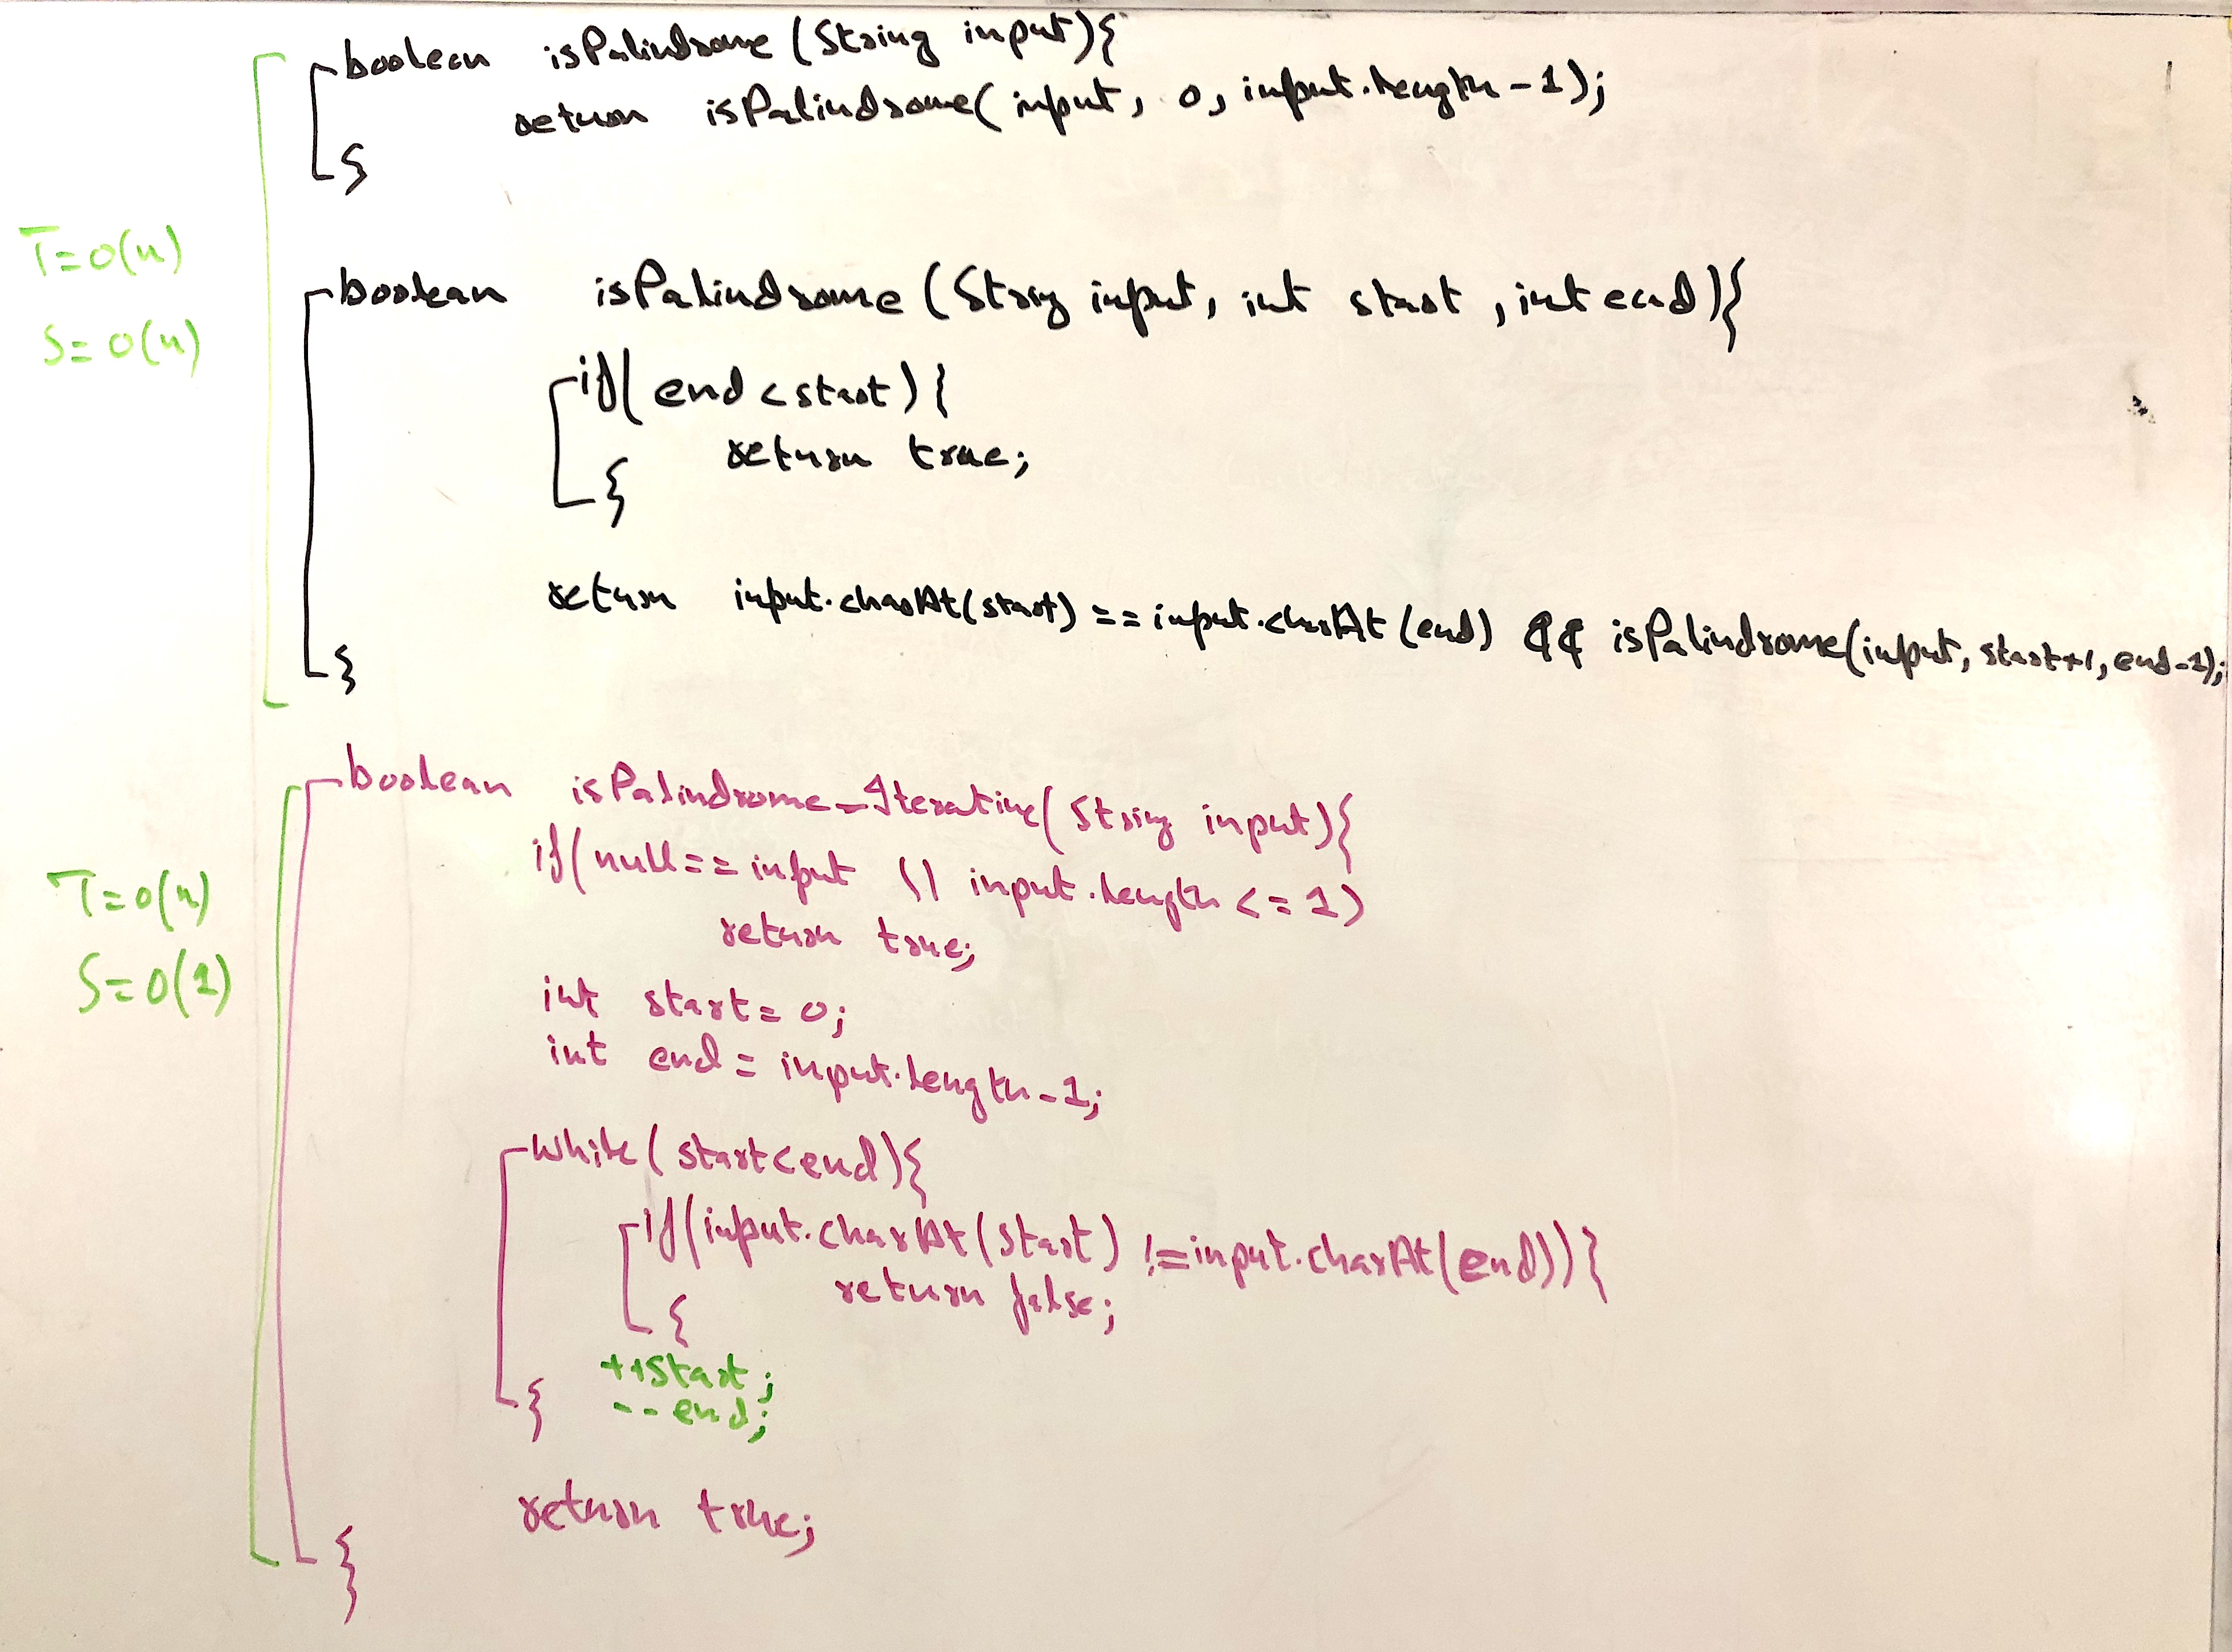 boolean isPalindrome (String input){
return isPalindrome( input, 0, input.length-1);
}
T=O(n)
S=O(n)
boolean isPalindrome (String input, int start, int end){
if( end < start) {
return true;
}
return input.charAt(start) == input.charAt (end) && isPalindrome(input, start+1, end-1);
}
boolean isPalindrome_Iterative( String input){
if( null == input || input.length <= 1)
return true;
T=O(n)
S=O(1)
int start = 0;
int end = input.length-1;
while( start<end){
if(input.charAt(start) != input.charAt(end)){
return false;
}
++start;
--end;
}
return true;
}